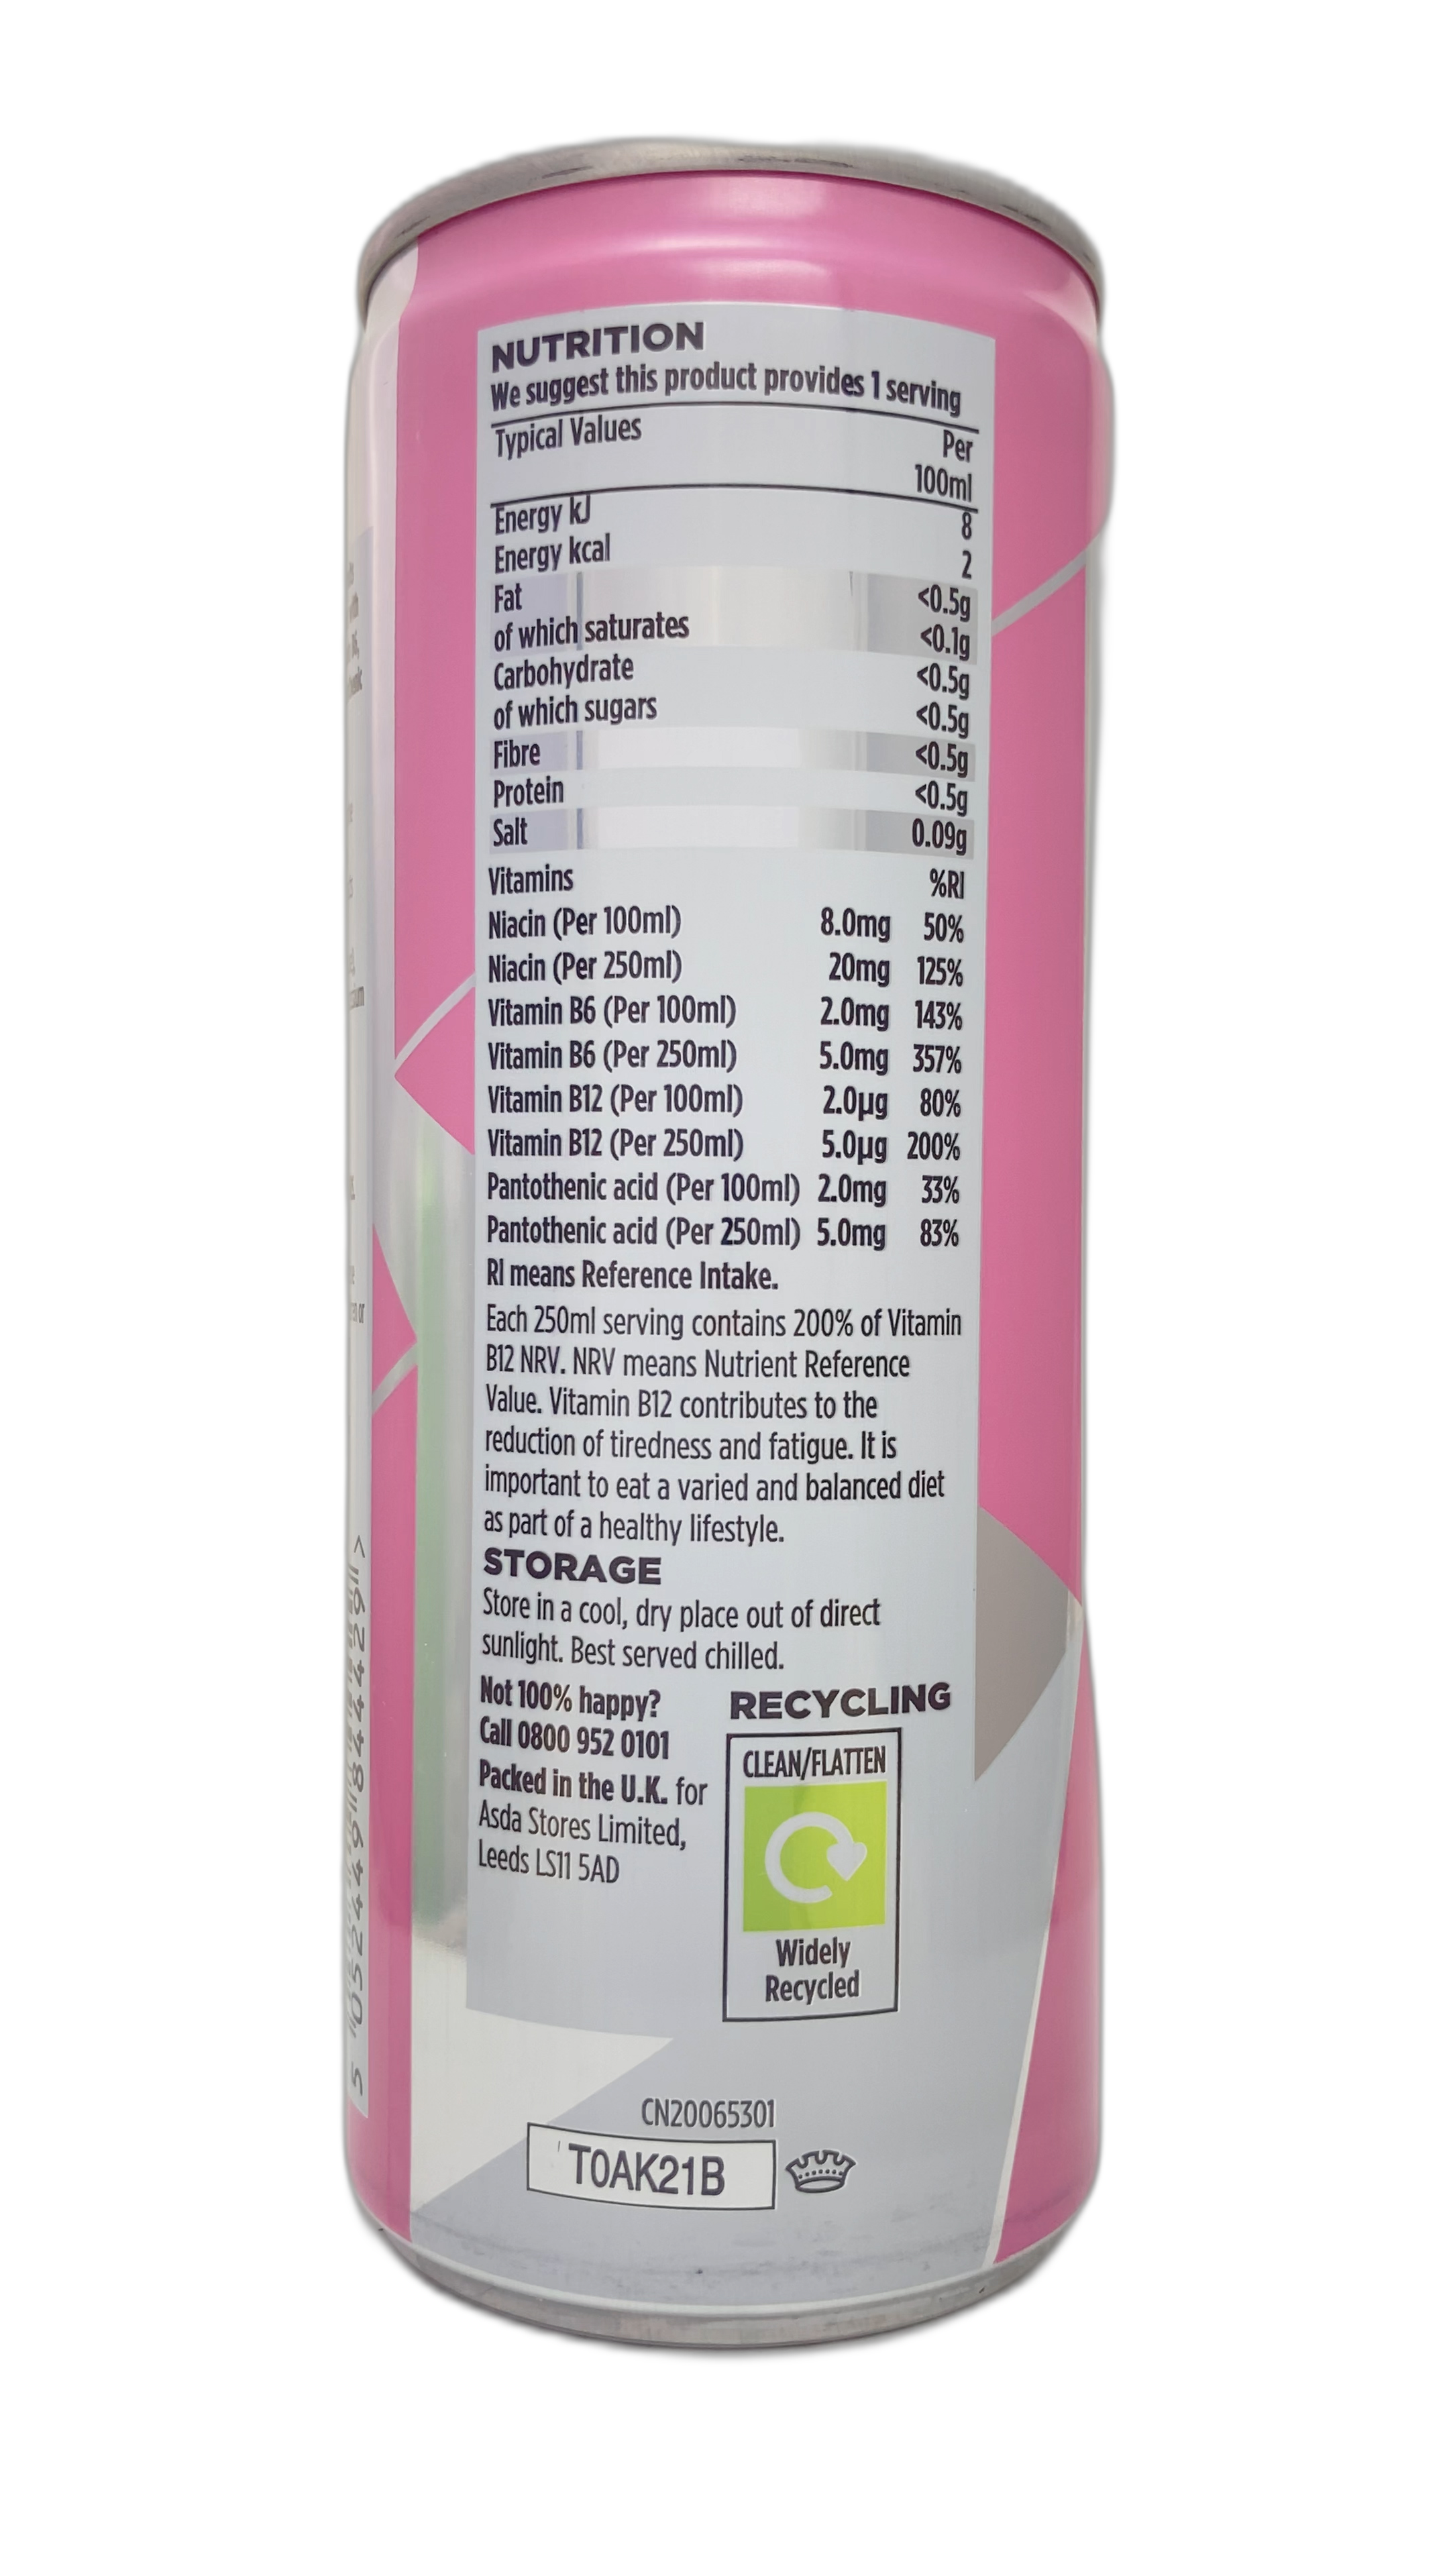 NUTRITION
We suggest this product provides 1 serving
Typical Values Per
100ml
Energy kJ 8
Energy kcal 2
Fat <0.5g
of which saturates <0.1g
Carbohydrate <0.5g
of which sugars <0.5g
Fibre <0.5g
Protein <0.5g
Salt 0.09g
Vitamins %RI
Niacin (Per 100ml) 8.0mg 50%
Niacin (Per 250ml) 20mg 125%
Vitamin B6 (Per 100ml) 2.0mg 143%
Vitamin B6 (Per 250ml) 5.0mg 357%
Vitamin B12 (Per 100ml) 2.0µg 80%
Vitamin B12 (Per 250ml) 5.0µg 200%
Pantothenic acid (Per 100ml) 2.0mg 33%
Pantothenic acid (Per 250ml) 5.0mg 83%
RI means Reference Intake.
Each 250ml serving contains 200% of Vitamin
B12 NRV. NRV means Nutrient Reference
Value. Vitamin B12 contributes to the
reduction of tiredness and fatigue. It is
important to eat a varied and balanced diet
as part of a healthy lifestyle.
STORAGE
Store in a cool, dry place out of direct
sunlight. Best served chilled.
Not 100% happy?
Call 0800 952 0101
Packed in the U.K. for
Asda Stores Limited,
Leeds LS11 5AD
RECYCLING
CLEAN/FLATTEN
Widely
Recycled
CN20065301
T0AK21B